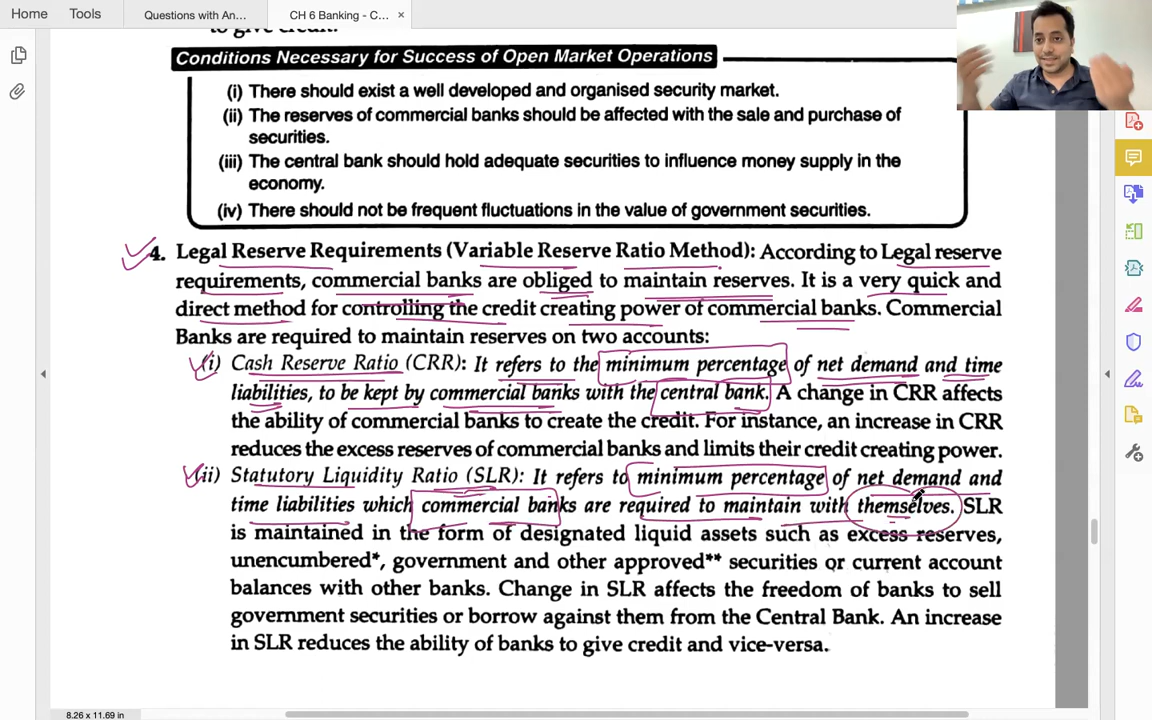 Home Tools Questions with An... CH 6 Banking - C... ×
to give credit.
Conditions Necessary for Success of Open Market Operations
(i) There should exist a well developed and organised security market.
(ii) The reserves of commercial banks should be affected with the sale and purchase of
securities.
(iii) The central bank should hold adequate securities to influence money supply in the
economy.
(iv) There should not be frequent fluctuations in the value of government securities.
4. Legal Reserve Requirements (Variable Reserve Ratio Method): According to Legal reserve
requirements, commercial banks are obliged to maintain reserves. It is a very quick and
direct method for controlling the credit creating power of commercial banks. Commercial
Banks are required to maintain reserves on two accounts:
(i) Cash Reserve Ratio (CRR): It refers to the minimum percentage of net demand and time
liabilities, to be kept by commercial banks with the central bank. A change in CRR affects
the ability of commercial banks to create the credit. For instance, an increase in CRR
reduces the excess reserves of commercial banks and limits their credit creating power.
(ii) Statutory Liquidity Ratio (SLR): It refers to minimum percentage of net demand and
time liabilities which commercial banks are required to maintain with themselves. SLR
is maintained in the form of designated liquid assets such as excess reserves,
unencumbered*, government and other approved** securities or current account
balances with other banks. Change in SLR affects the freedom of banks to sell
government securities or borrow against them from the Central Bank. An increase
in SLR reduces the ability of banks to give credit and vice-versa.
8.26 x 11.69 in